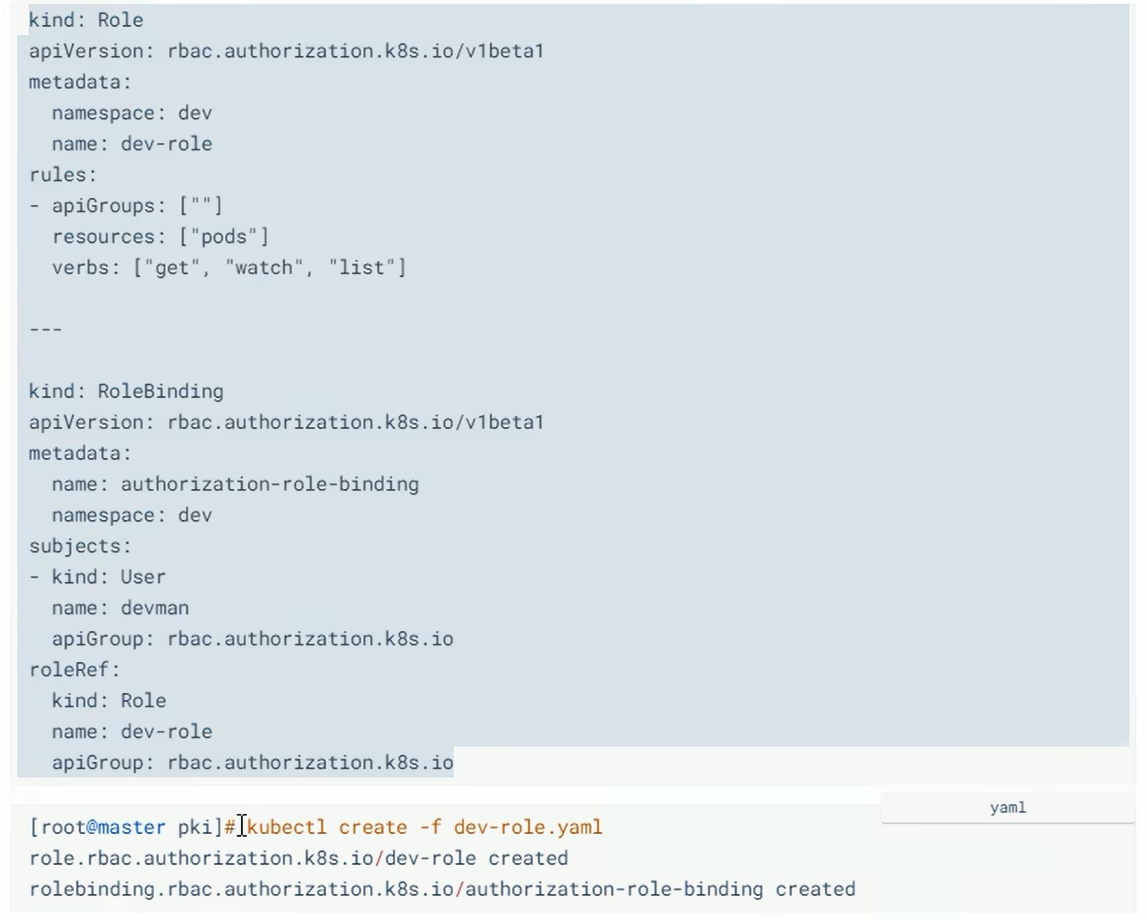 kind: Role
apiVersion: rbac.authorization.k8s.io/v1beta1
metadata:
  namespace: dev
  name: dev-role
rules:
- apiGroups: [""]
  resources: ["pods"]
  verbs: ["get", "watch", "list"]

---

kind: RoleBinding
apiVersion: rbac.authorization.k8s.io/v1beta1
metadata:
  name: authorization-role-binding
  namespace: dev
subjects:
- kind: User
  name: devman
  apiGroup: rbac.authorization.k8s.io
roleRef:
  kind: Role
  name: dev-role
  apiGroup: rbac.authorization.k8s.io
yaml
[root@master pki]# kubectl create -f dev-role.yaml
role.rbac.authorization.k8s.io/dev-role created
rolebinding.rbac.authorization.k8s.io/authorization-role-binding created